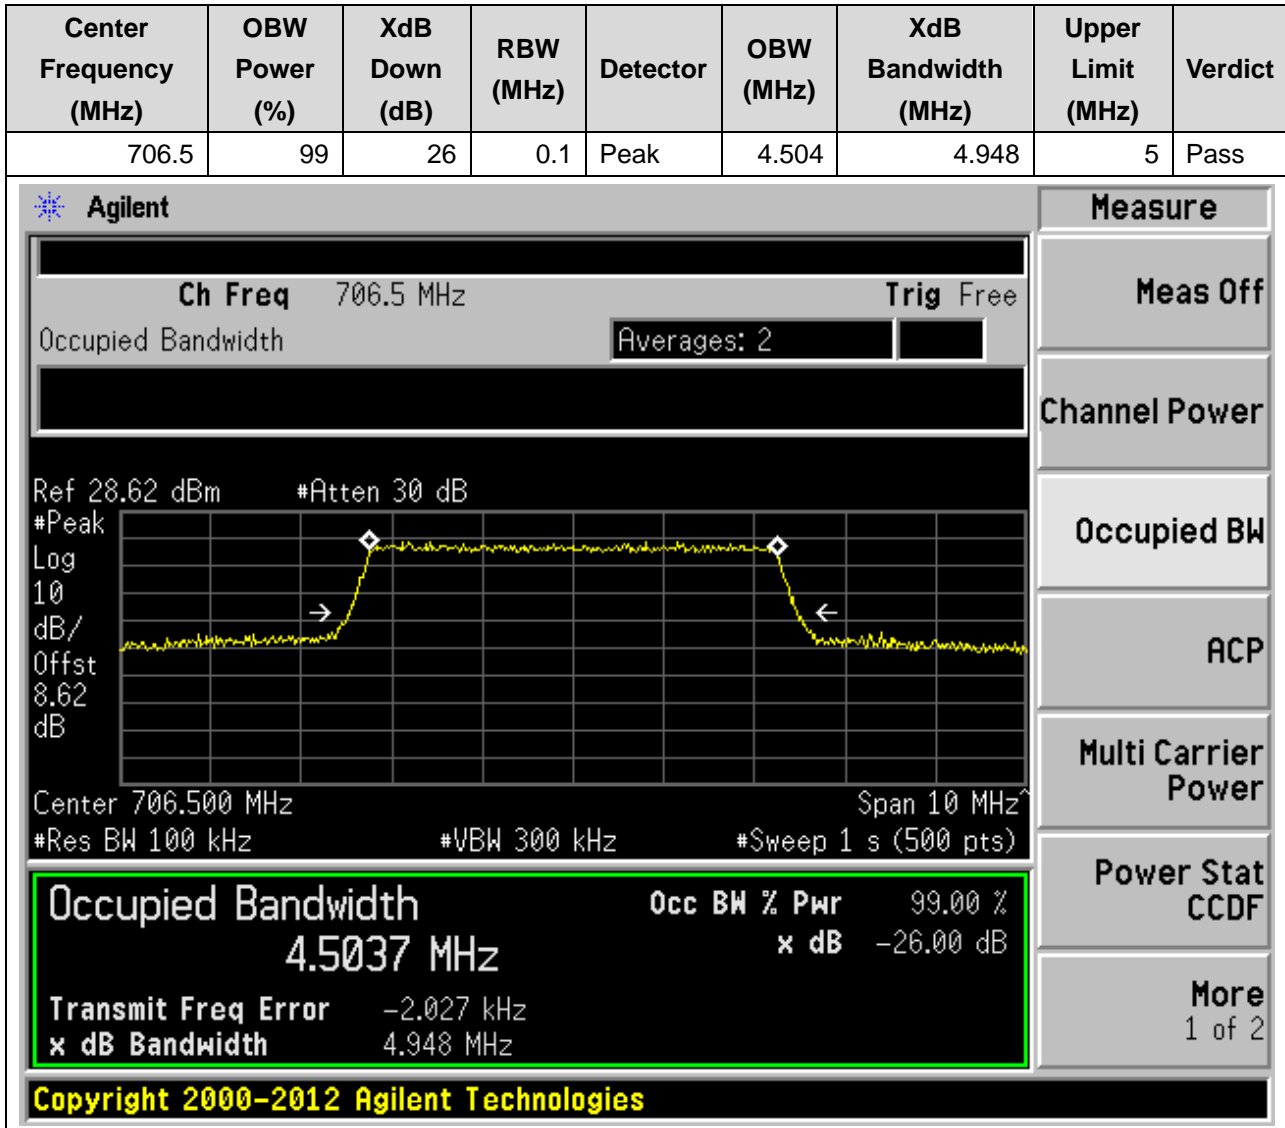 Center Frequency (MHz) OBW Power (%) XdB Down (dB) RBW (MHz) Detector OBW (MHz) XdB Bandwidth (MHz) Upper Limit (MHz) Verdict
706.5 99 26 0.1 Peak 4.504 4.948 5 Pass
Agilent
Measure
Ch Freq 706.5 MHz Trig Free
Meas Off
Occupied Bandwidth Averages: 2
Channel Power
Ref 28.62 dBm #Atten 30 dB
#Peak
Log
10
dB/
Offst
8.62
dB
Occupied BW
ACP
Multi Carrier
Power
Center 706.500 MHz Span 10 MHz^
#Res BW 100 kHz #VBW 300 kHz #Sweep 1 s (500 pts)
Power Stat
CCDF
Occupied Bandwidth Occ BW % Pwr 99.00 %
4.5037 MHz x dB -26.00 dB
Transmit Freq Error -2.027 kHz
x dB Bandwidth 4.948 MHz
More
1 of 2
Copyright 2000-2012 Agilent Technologies